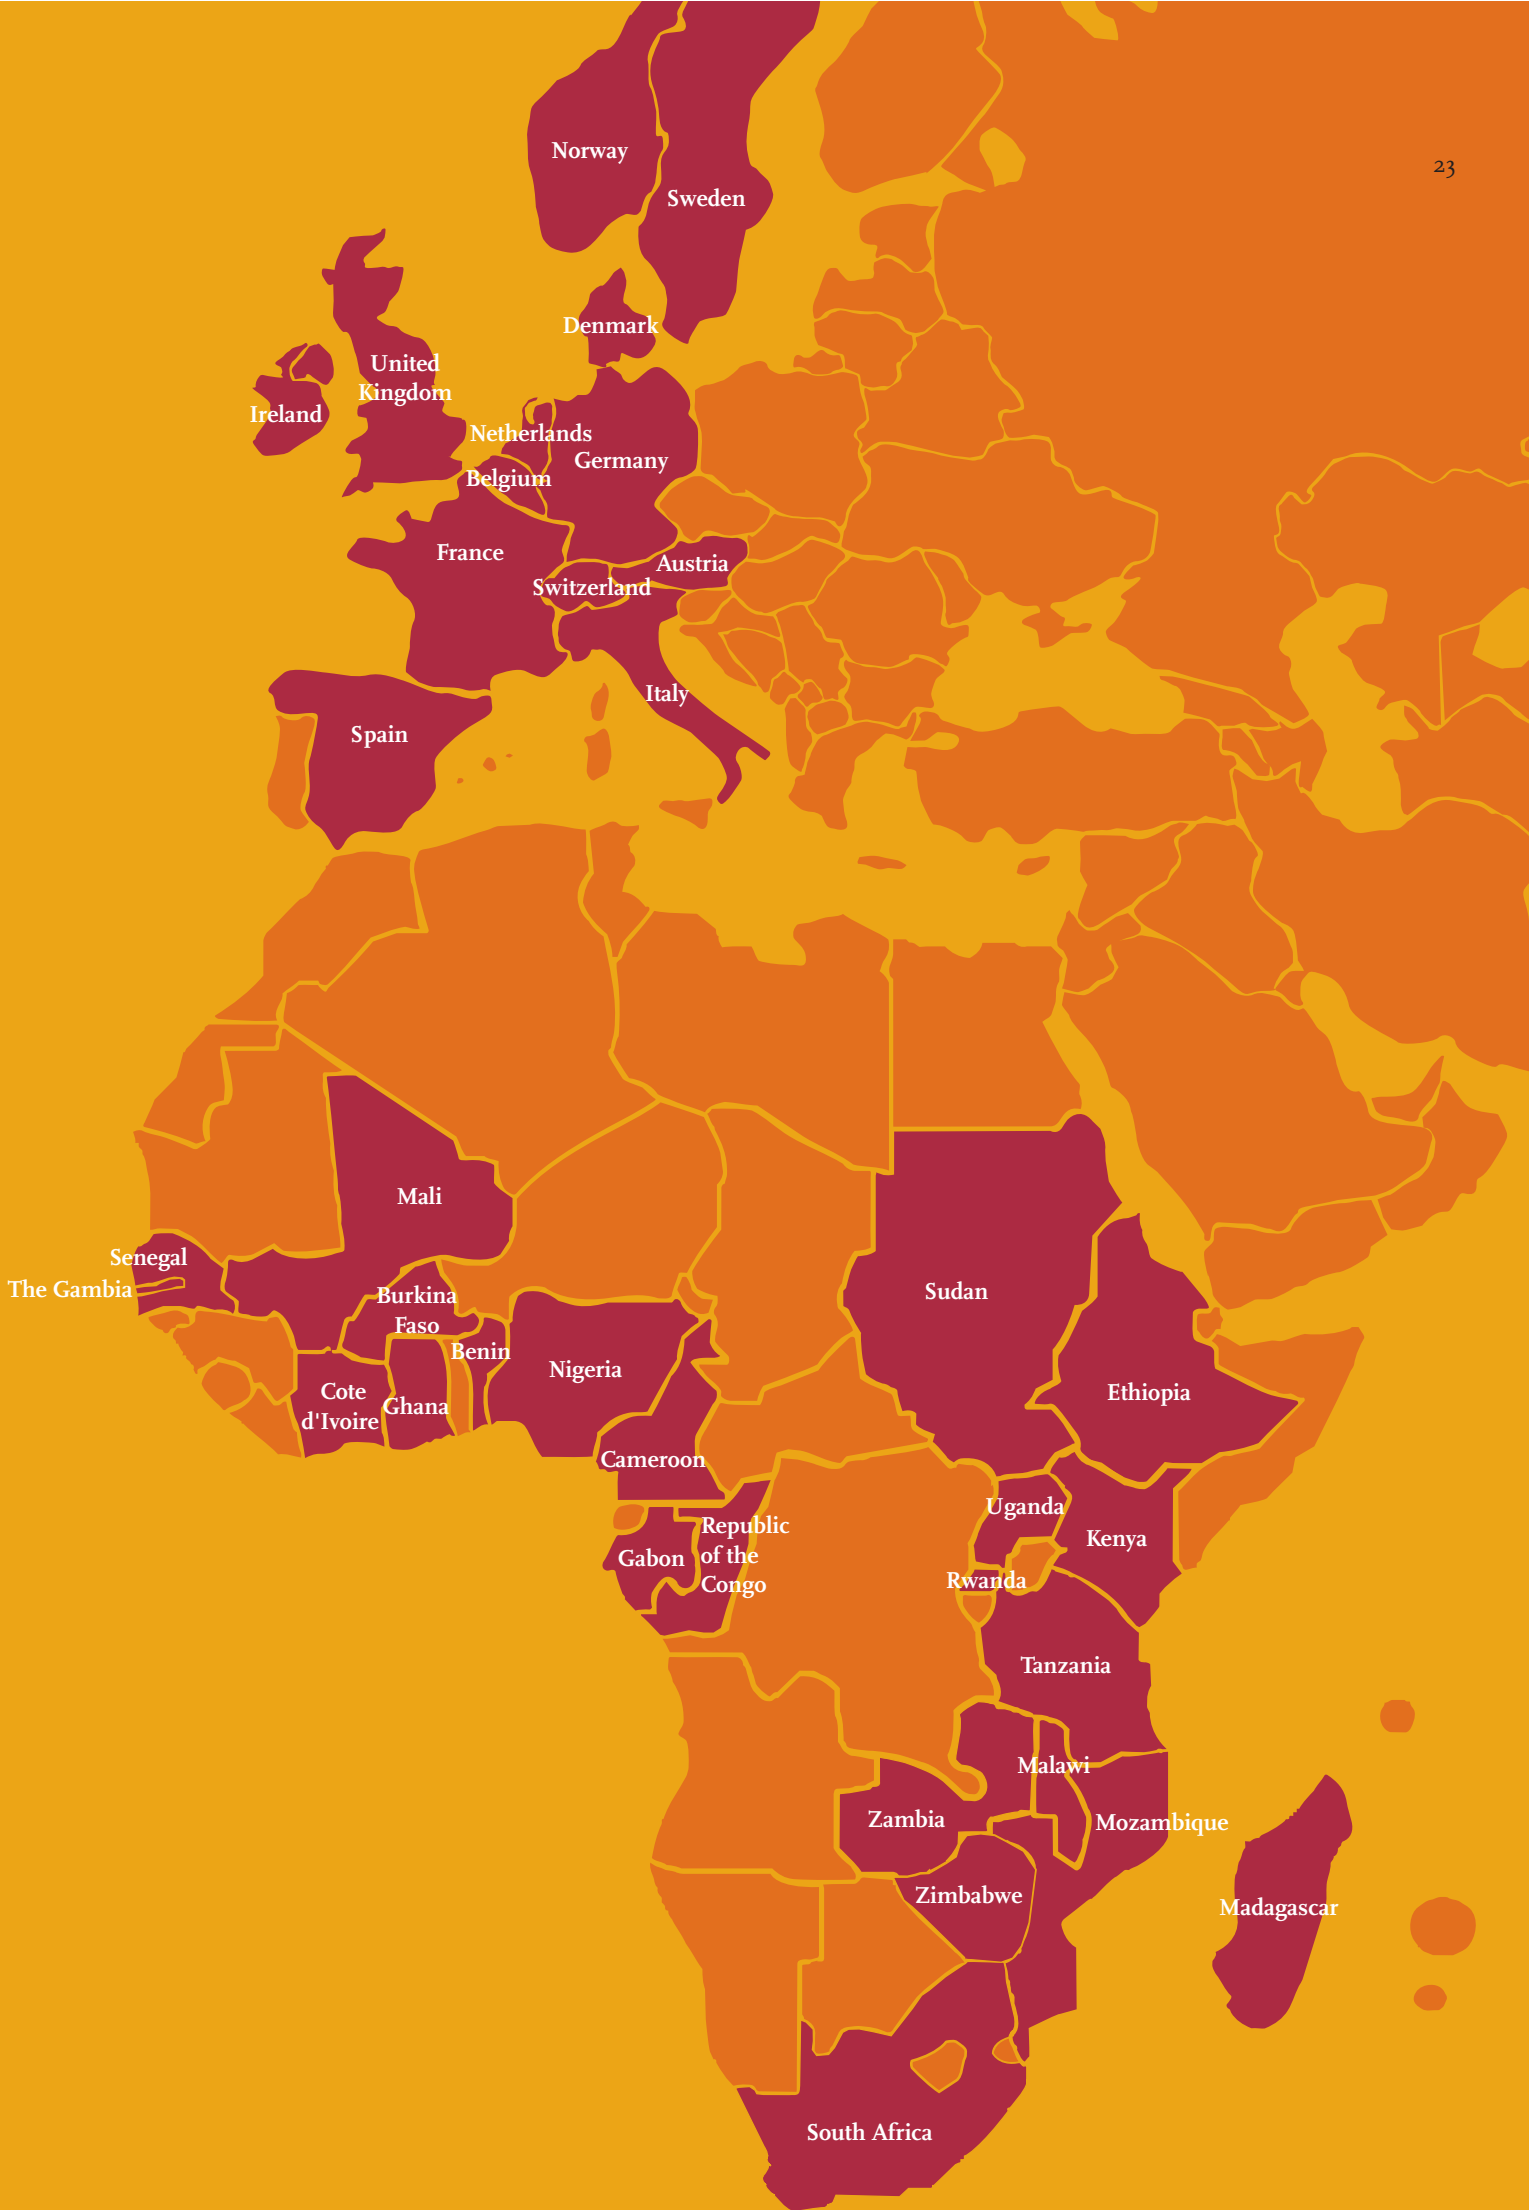 Norway
23
Sweden
Denmark
United
Kingdom
Ireland
Netherlands
Germany
Belgium
France
Austria
Switzerland
Italy
Spain
Mali
Senegal
The Gambia
Burkina
Faso
Sudan
Benin
Nigeria
Cote
d'Ivoire
Ghana
Ethiopia
Cameroon
Uganda
Republic
of the
Congo
Kenya
Gabon
Rwanda
Tanzania
Malawi
Zambia
Mozambique
Zimbabwe
Madagascar
South Africa